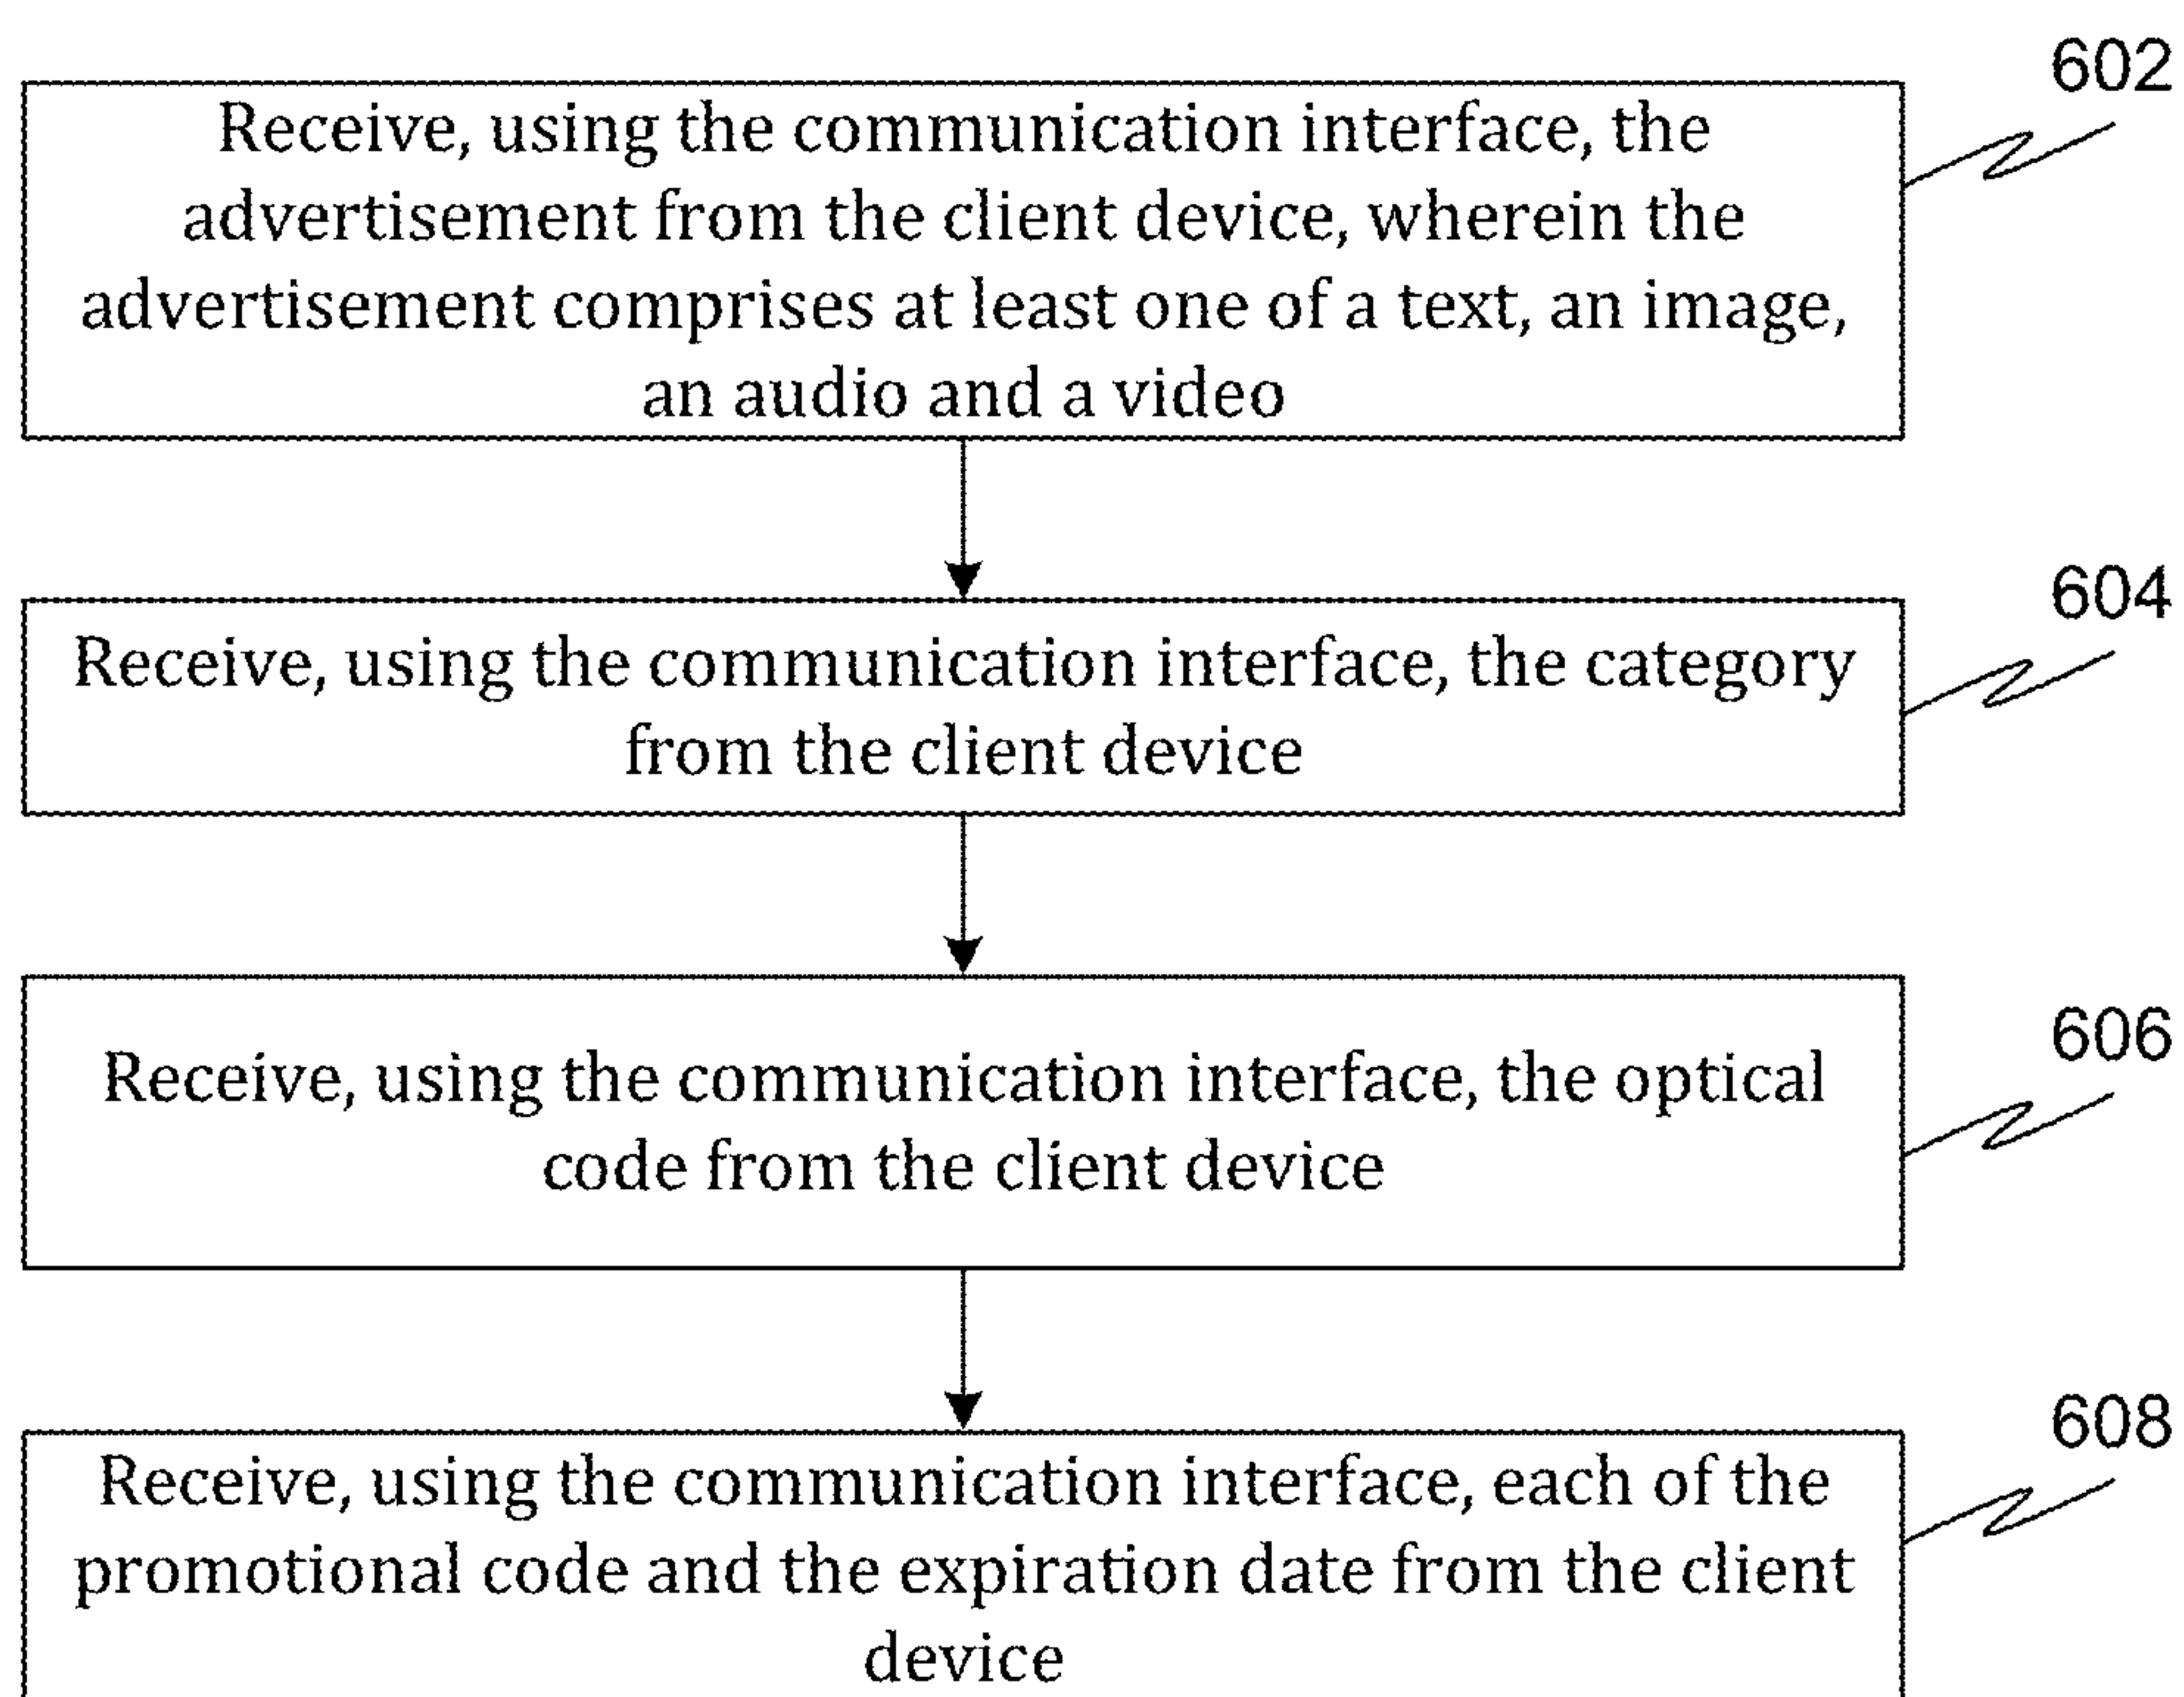 602
Receive, using the communication interface, the
advertisement from the client device, wherein the
advertisement comprises at least one of a text, an image,
an audio and a video
604
Receive, using the communication interface, the category
from the client device
606
Receive, using the communication interface, the optical
code from the client device
608
Receive, using the communication interface, each of the
promotional code and the expiration date from the client
device